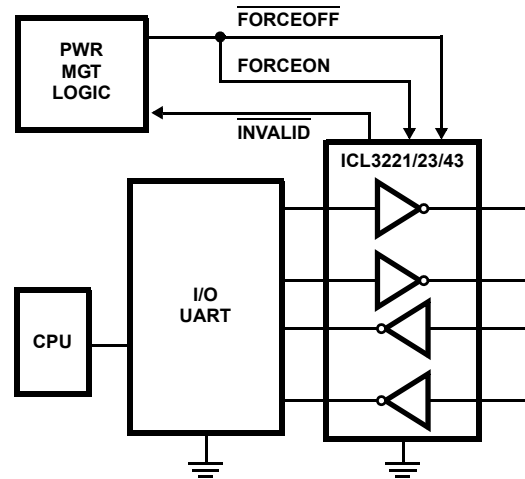 FORCEOFF
PWR
MGT
LOGIC
FORCEON
INVALID
ICL3221/23/43
I/O
UART
CPU